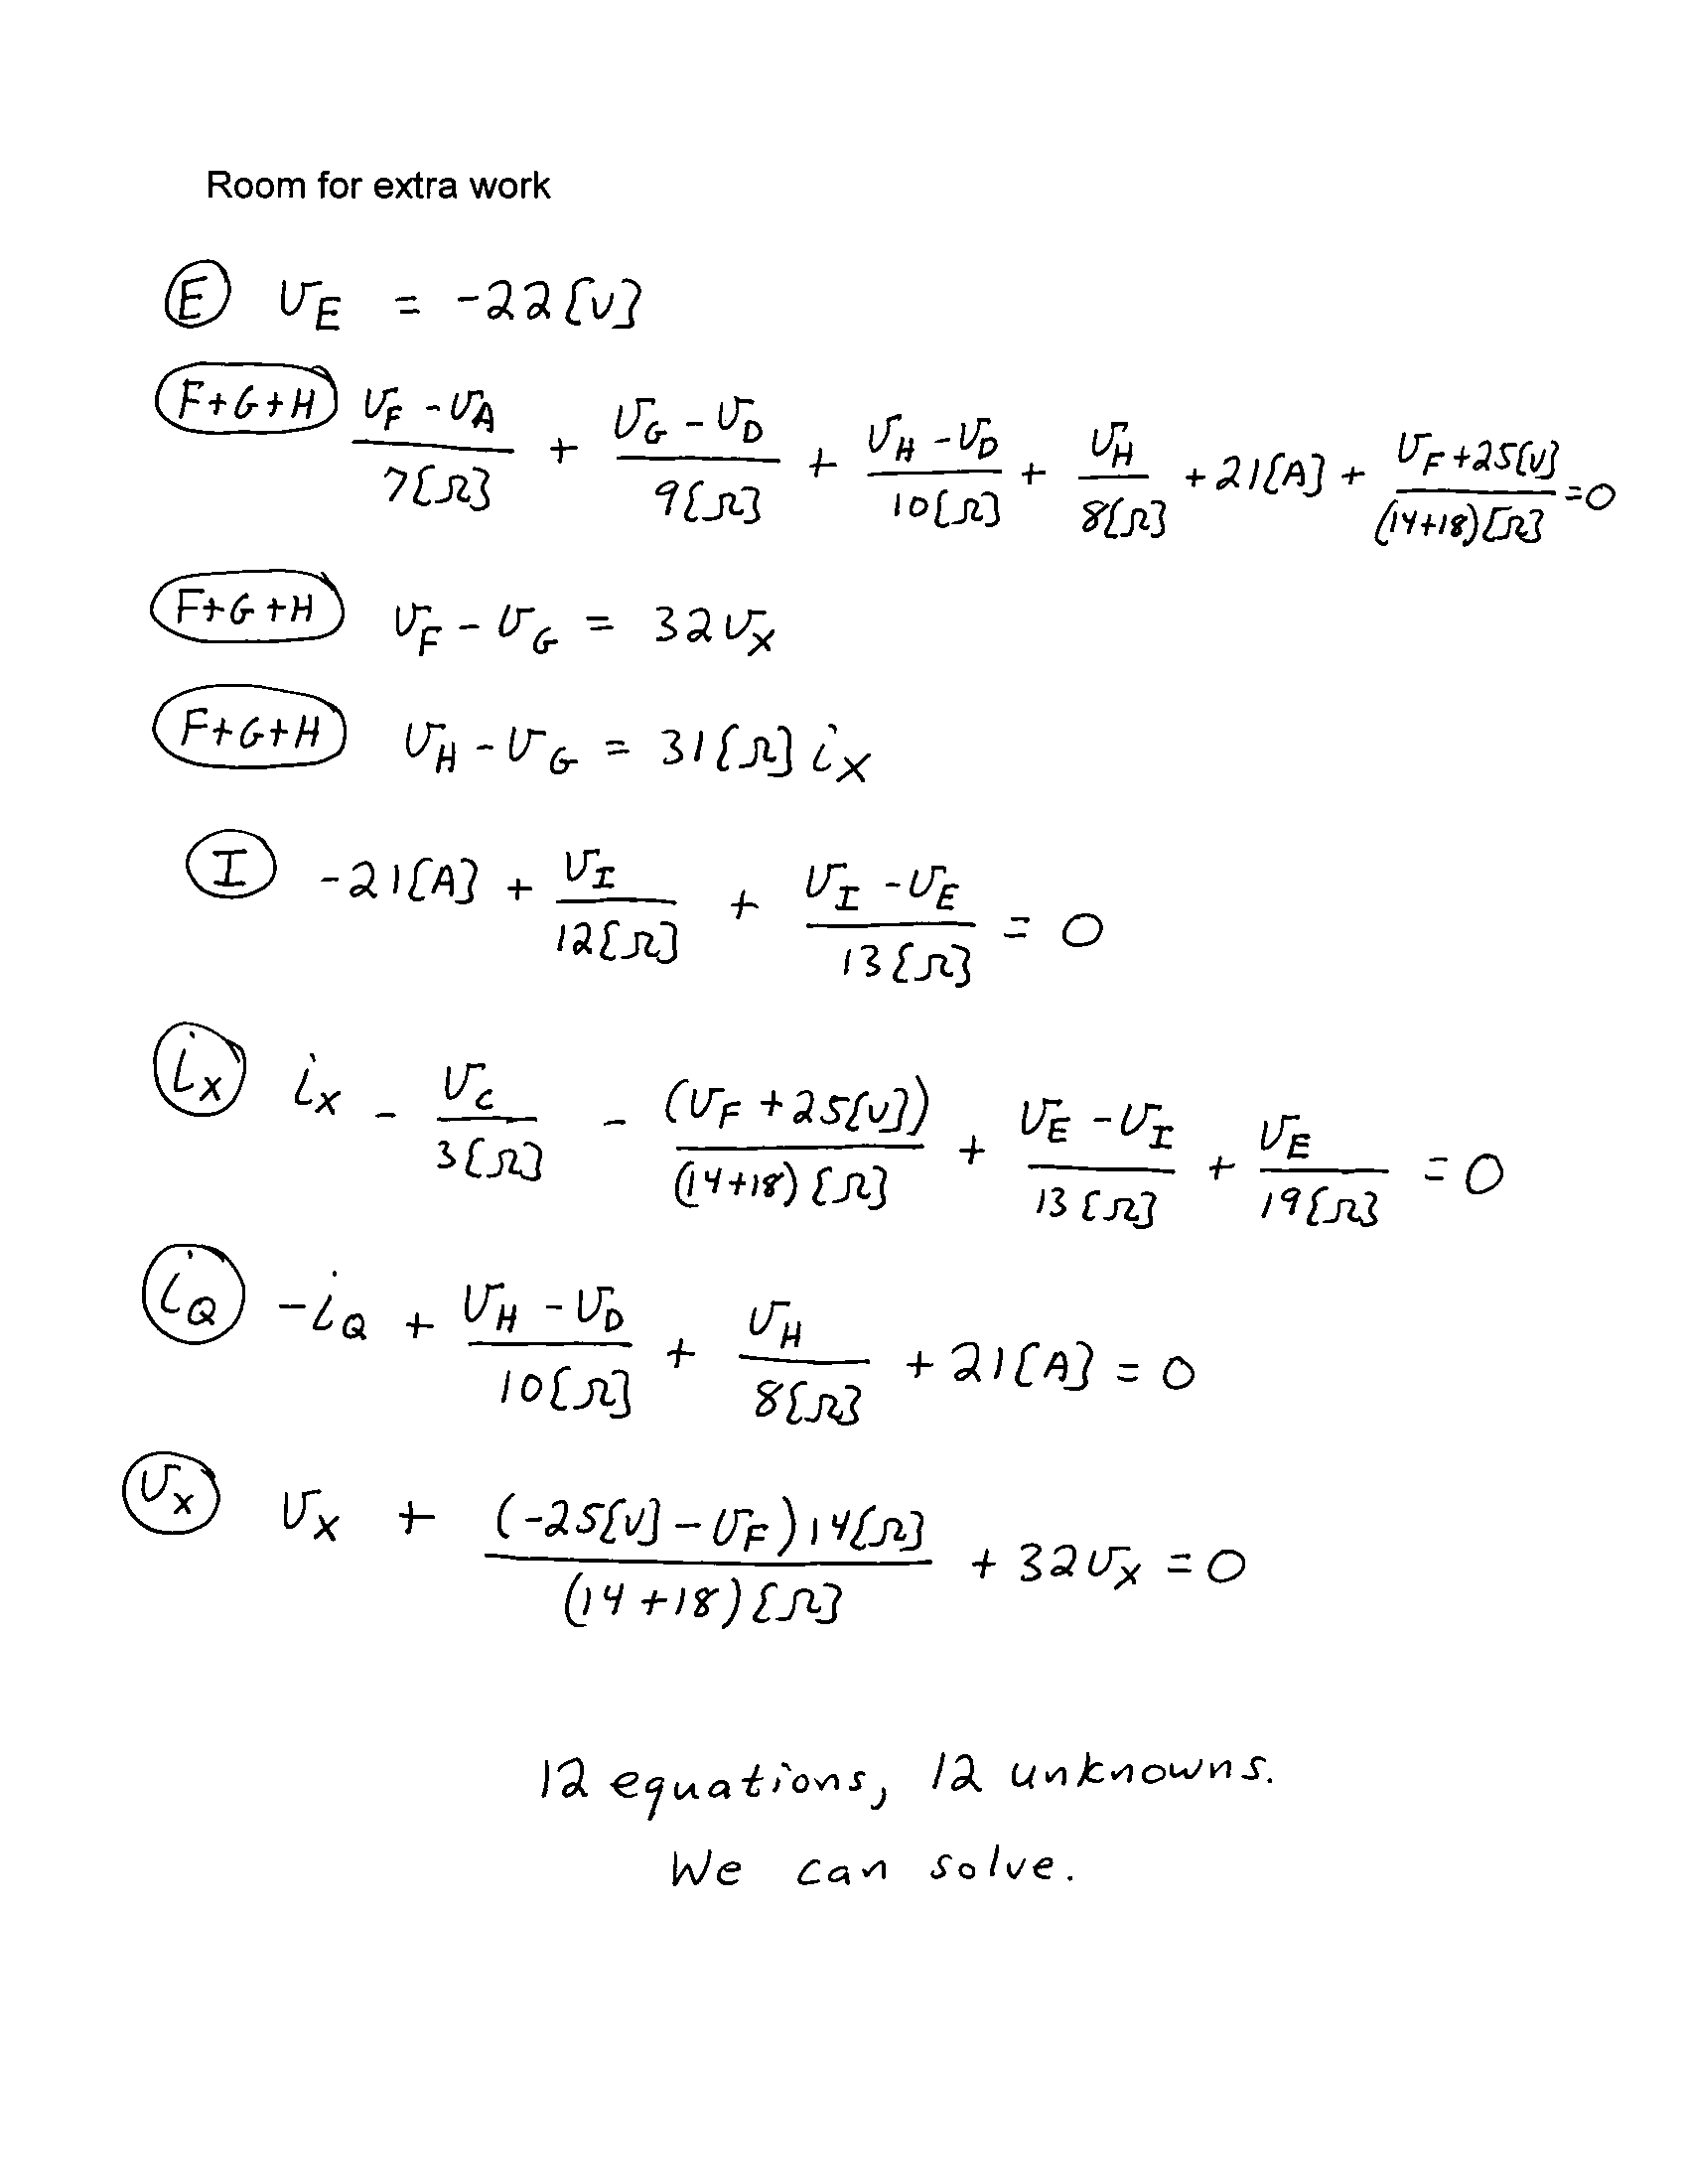 Room for extra work
(E) v_E = -22[V]
(F+G+H) (v_F - v_A)/7[Ω] + (v_G - v_D)/9[Ω] + (v_H - v_D)/10[Ω] + v_H/8[Ω] + 21[A] + (v_F + 25[V])/((14+18)[Ω]) = 0
(F+G+H) v_F - v_G = 32v_X
(F+G+H) v_H - v_G = 31[Ω] i_X
(I) -21[A] + v_I/12[Ω] + (v_I - v_E)/13[Ω] = 0
(i_X) i_X - v_C/3[Ω] - (v_F + 25[V])/((14+18)[Ω]) + (v_E - v_I)/13[Ω] + v_E/19[Ω] = 0
(i_Q) -i_Q + (v_H - v_D)/10[Ω] + v_H/8[Ω] + 21[A] = 0
(v_X) v_X + ((-25[V] - v_F)14[Ω])/((14+18)[Ω]) + 32v_X = 0
12 equations, 12 unknowns.
We can solve.